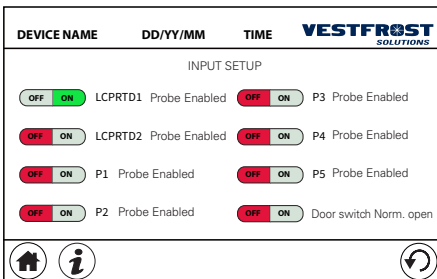 DEVICE NAME DD/YY/MM TIME VESTFROST
SOLUTIONS
INPUT SETUP
OFF ON LCPRTD1 Probe Enabled OFF ON P3 Probe Enabled
OFF ON LCPRTD2 Probe Enabled OFF ON P4 Probe Enabled
OFF ON P1 Probe Enabled OFF ON P5 Probe Enabled
OFF ON P2 Probe Enabled OFF ON Door switch Norm. open
i